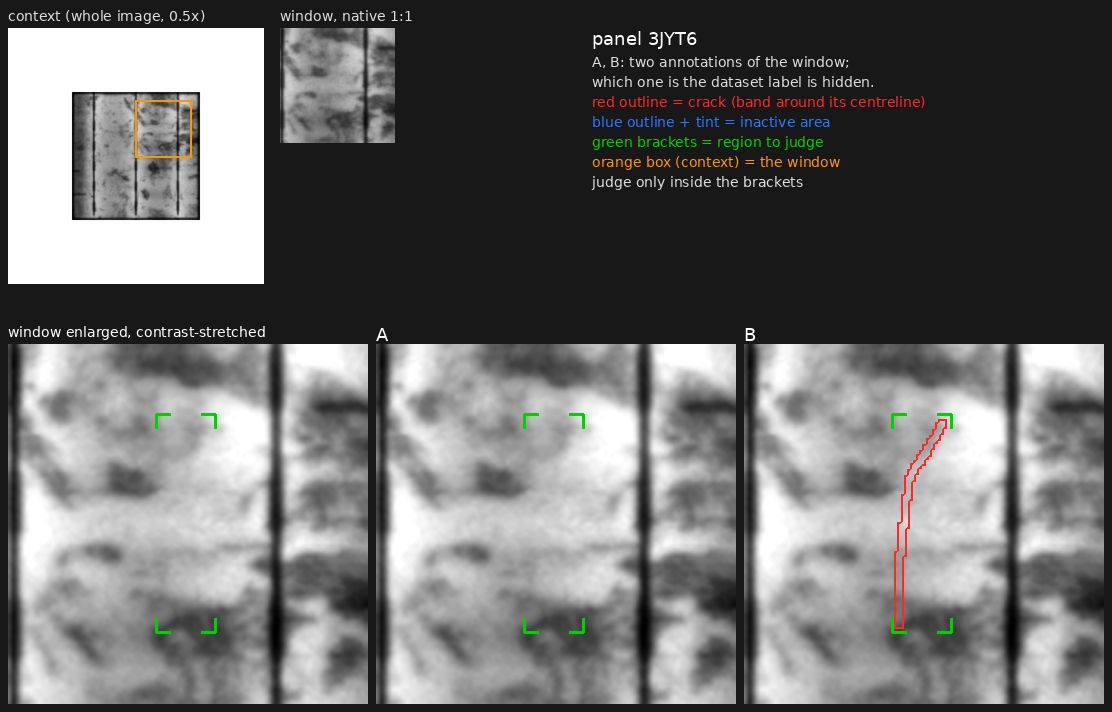 context (whole image, 0.5x)
window, native 1:1
panel 3JYT6
A, B: two annotations of the window;
which one is the dataset label is hidden.
red outline = crack (band around its centreline)
blue outline + tint = inactive area
green brackets = region to judge
orange box (context) = the window
judge only inside the brackets
window enlarged, contrast-stretched
A
B